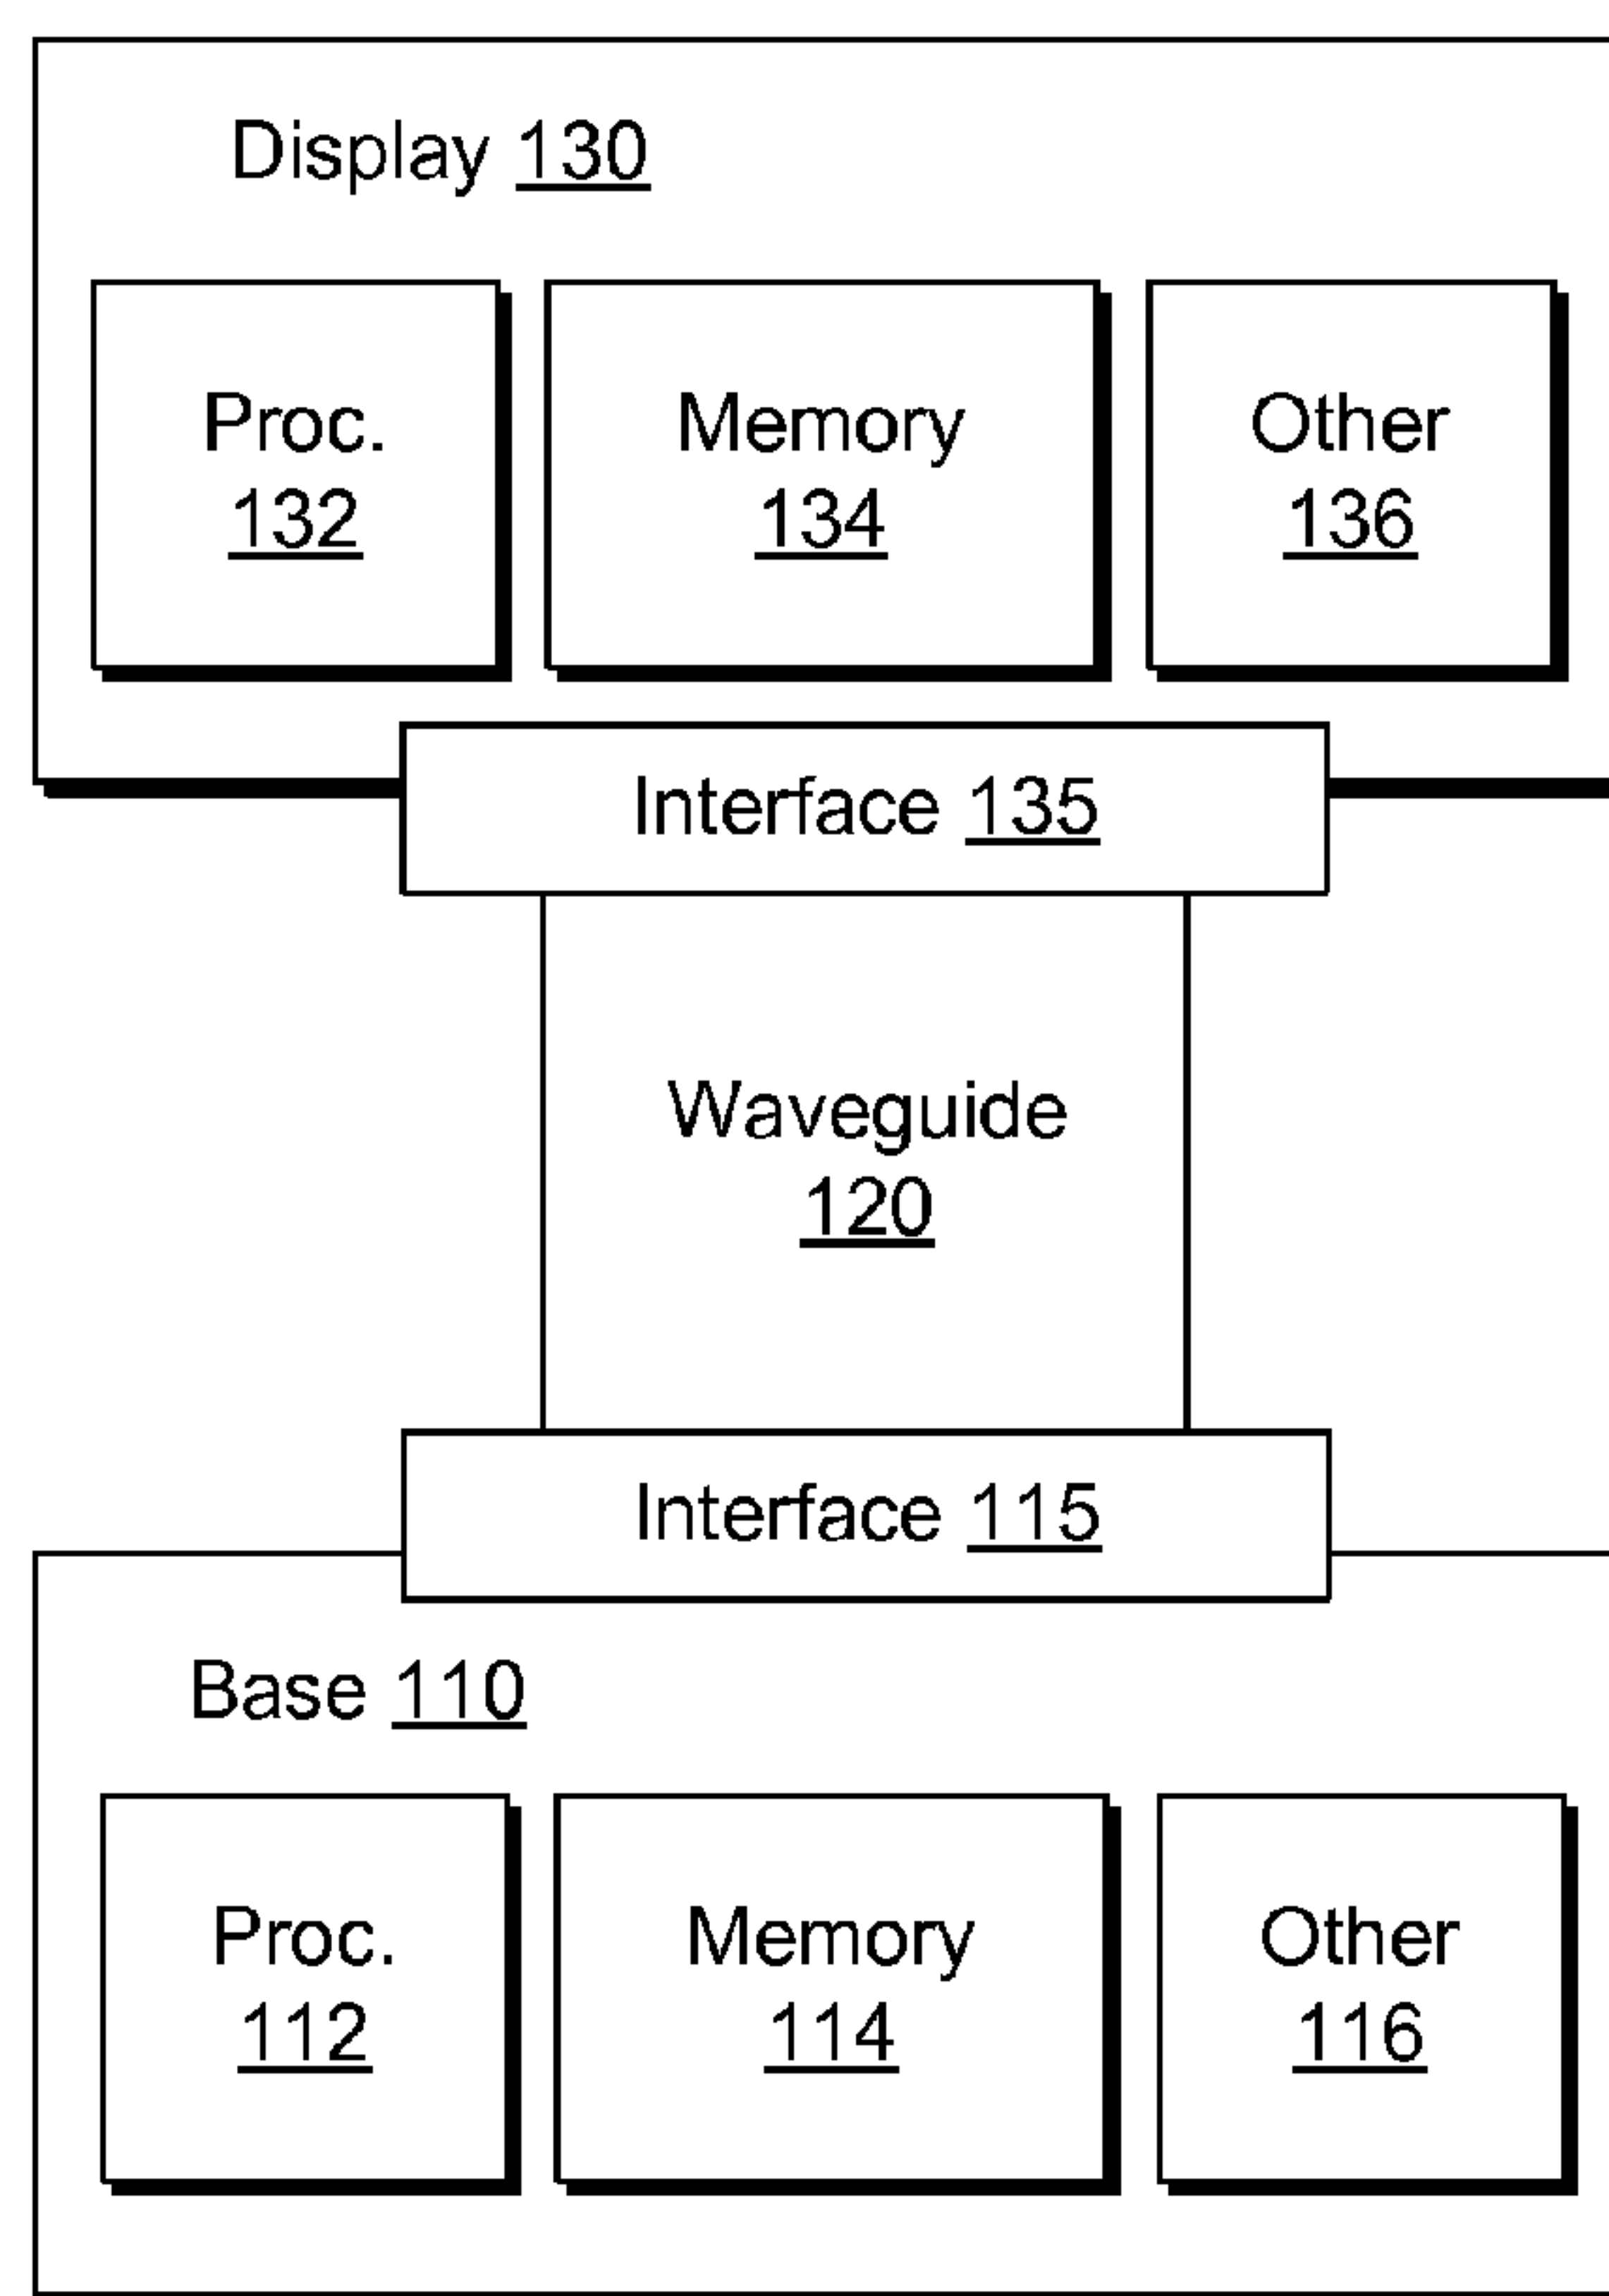 Display 130
Proc.
132
Memory
134
Other
136
Interface 135
Waveguide
120
Interface 115
Base 110
Proc.
112
Memory
114
Other
116